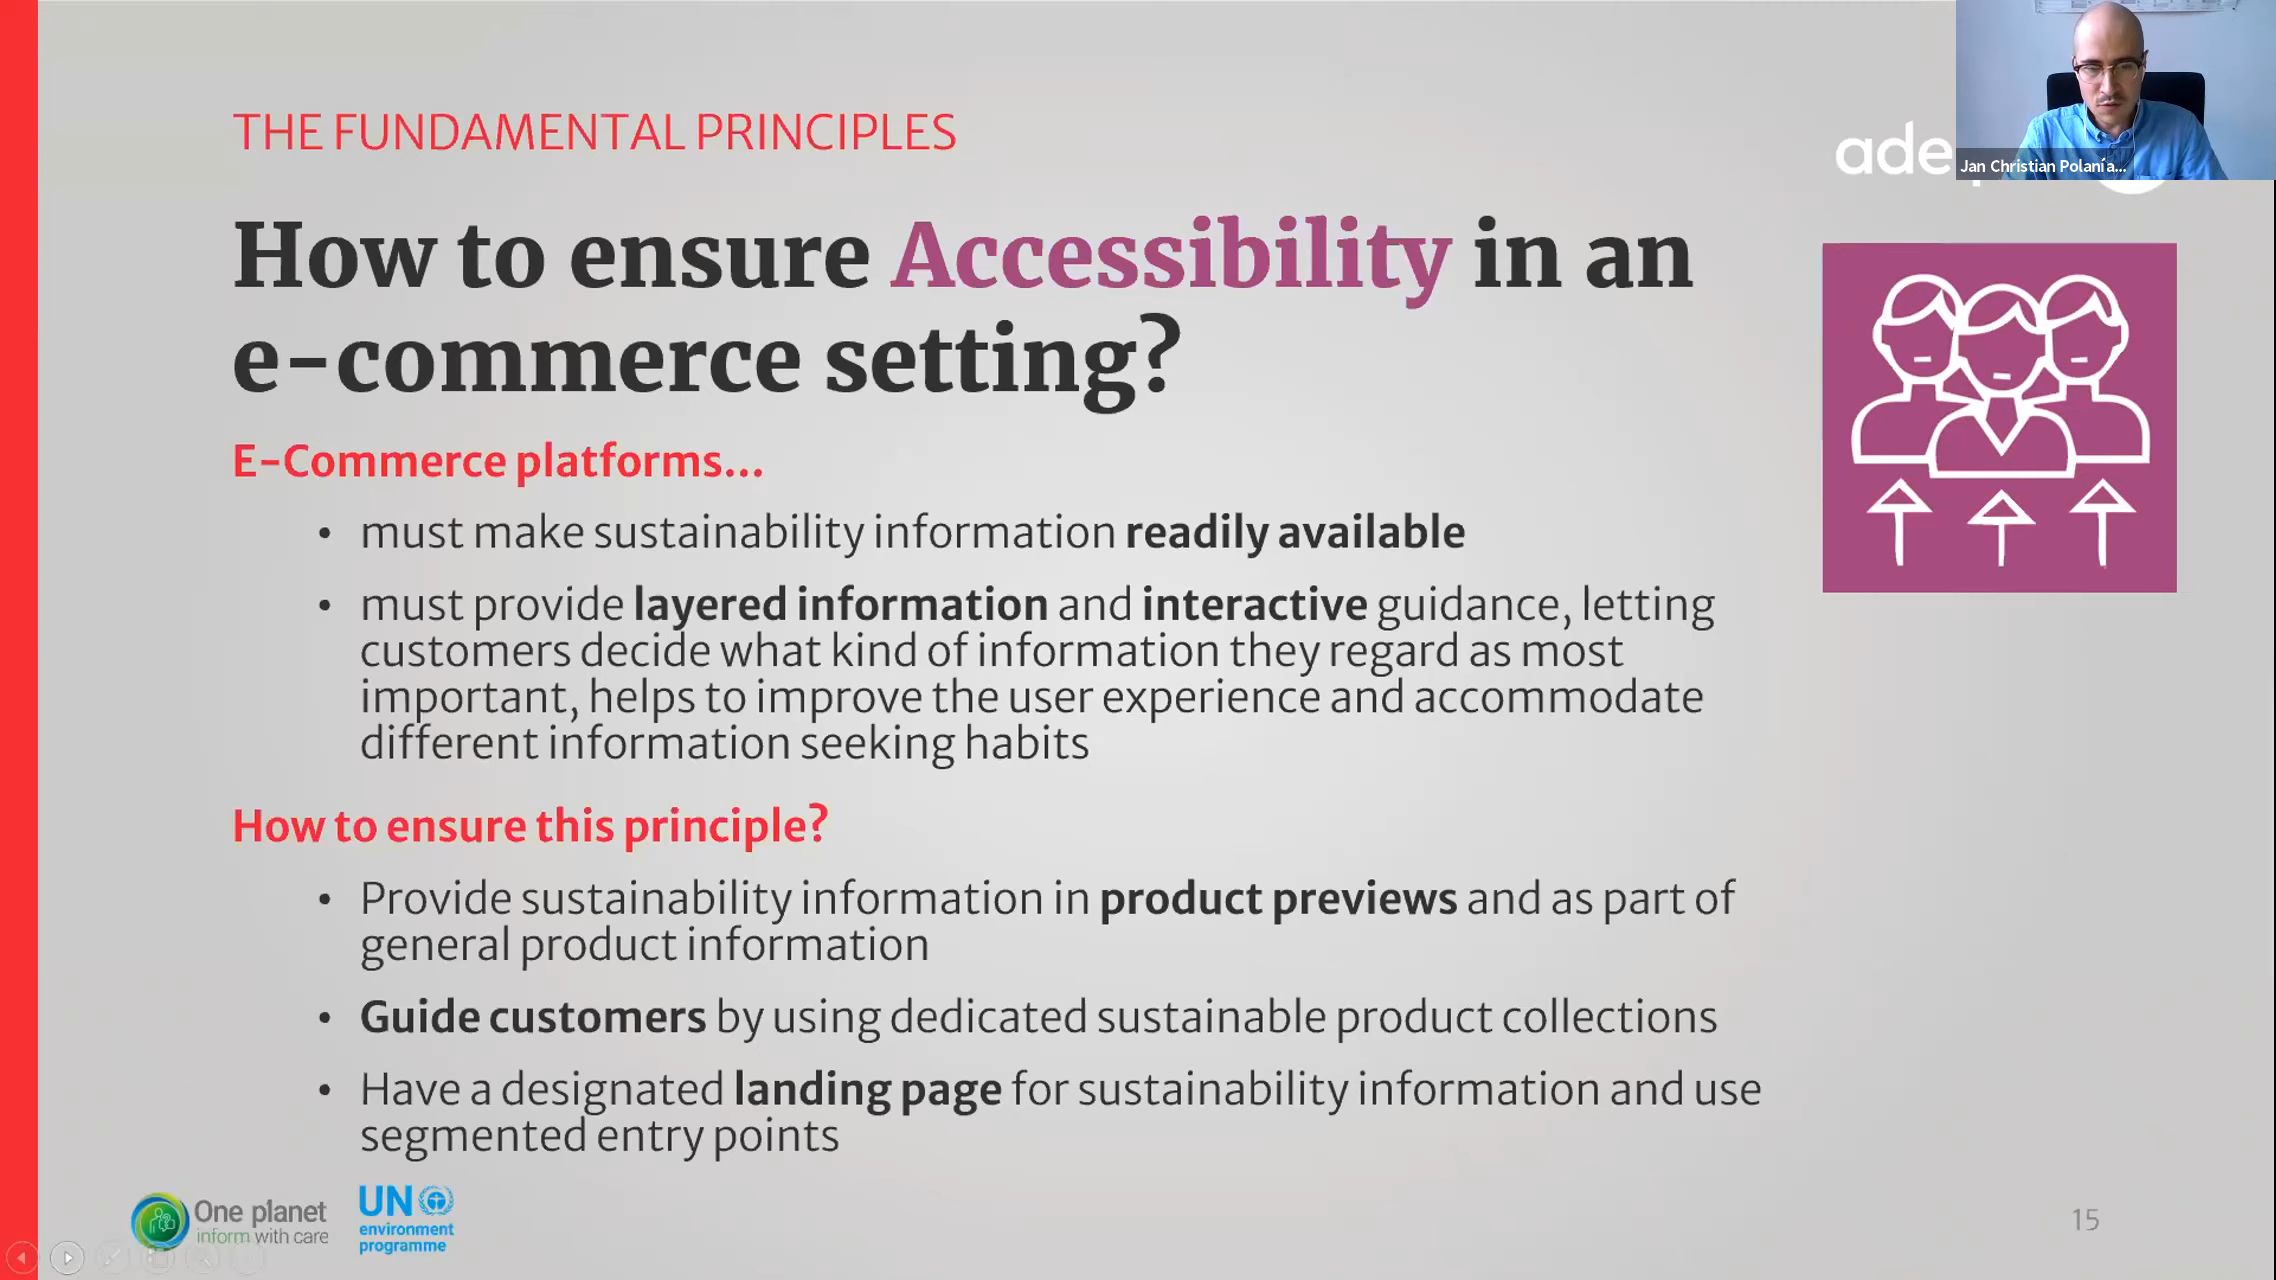 THE FUNDAMENTAL PRINCIPLES
ade
Jan Christian Polanía...
How to ensure Accessibility in an
e-commerce setting?
E-Commerce platforms...
• must make sustainability information readily available
• must provide layered information and interactive guidance, letting
customers decide what kind of information they regard as most
important, helps to improve the user experience and accommodate
different information seeking habits
How to ensure this principle?
• Provide sustainability information in product previews and as part of
general product information
• Guide customers by using dedicated sustainable product collections
• Have a designated landing page for sustainability information and use
segmented entry points
One planet
inform with care
UN
environment
programme
15